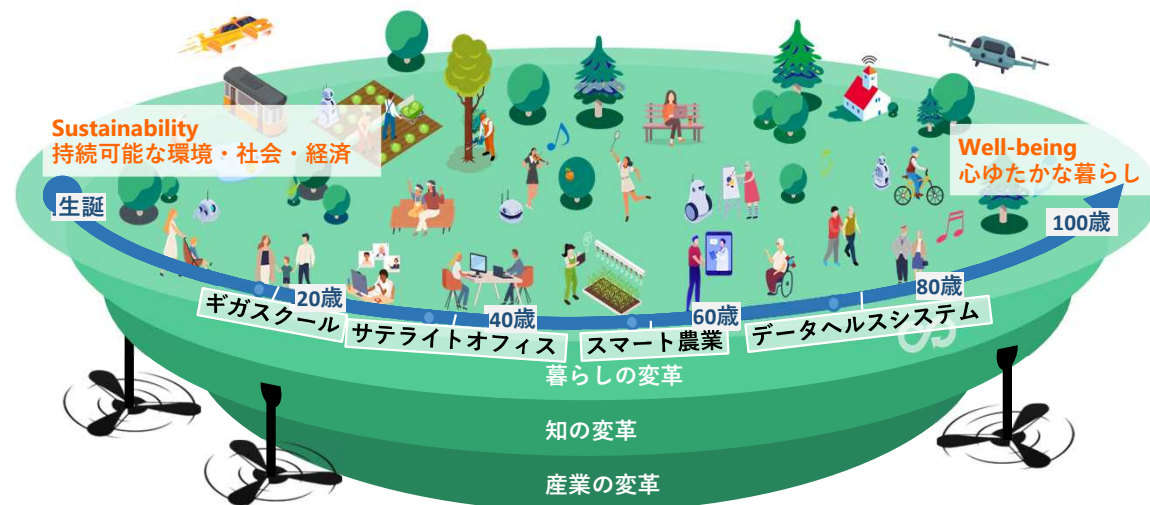 Sustainability
持続可能な環境・社会・経済
Well-being
心ゆたかな暮らし
生誕
20歳
40歳
60歳
80歳
100歳
ギガスクール
サテライトオフィス
スマート農業
データヘルスシステム
暮らしの変革
知の変革
産業の変革